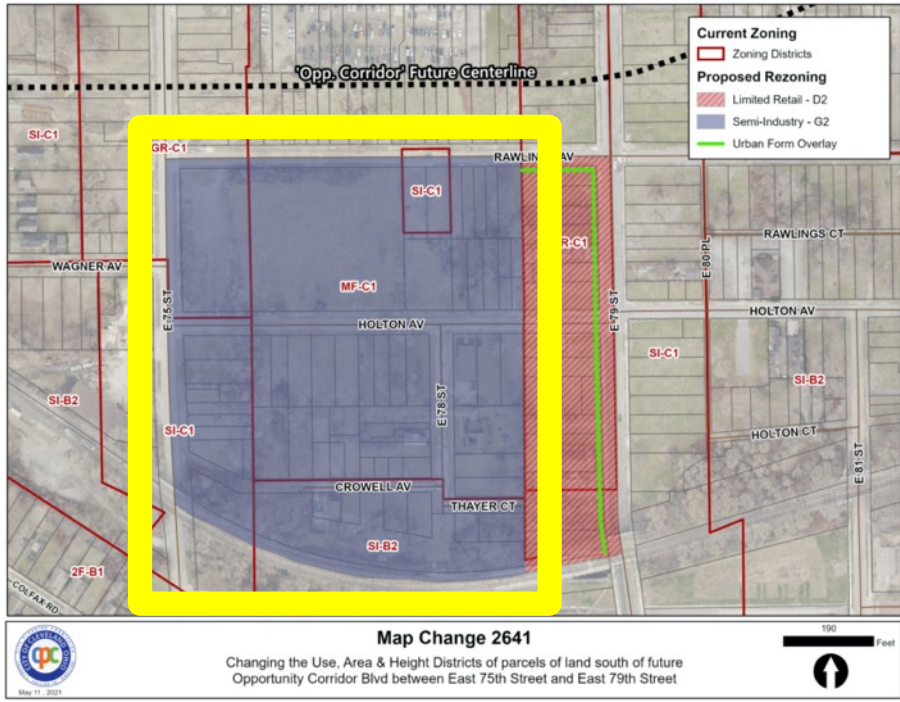 Current Zoning
Zoning Districts
Proposed Rezoning
Limited Retail - D2
Semi-Industry - G2
Urban Form Overlay
'Opp. Corridor' Future Centerline
SI-C1
GR-C1
RAWLINGS AV
SI-C1
R-C1
E 80 PL
RAWLINGS CT
WAGNER AV
E 75 ST
MF-C1
HOLTON AV
E 79 ST
HOLTON AV
SI-C1
SI-B2
SI-B2
E 78 ST
SI-C1
HOLTON CT
E 81 ST
CROWELL AV
THAYER CT
SI-B2
2F-B1
COLFAX RD
CITY OF CLEVELAND OHIO
cpc
May 11, 2021
Map Change 2641
Changing the Use, Area & Height Districts of parcels of land south of future
Opportunity Corridor Blvd between East 75th Street and East 79th Street
190
Feet